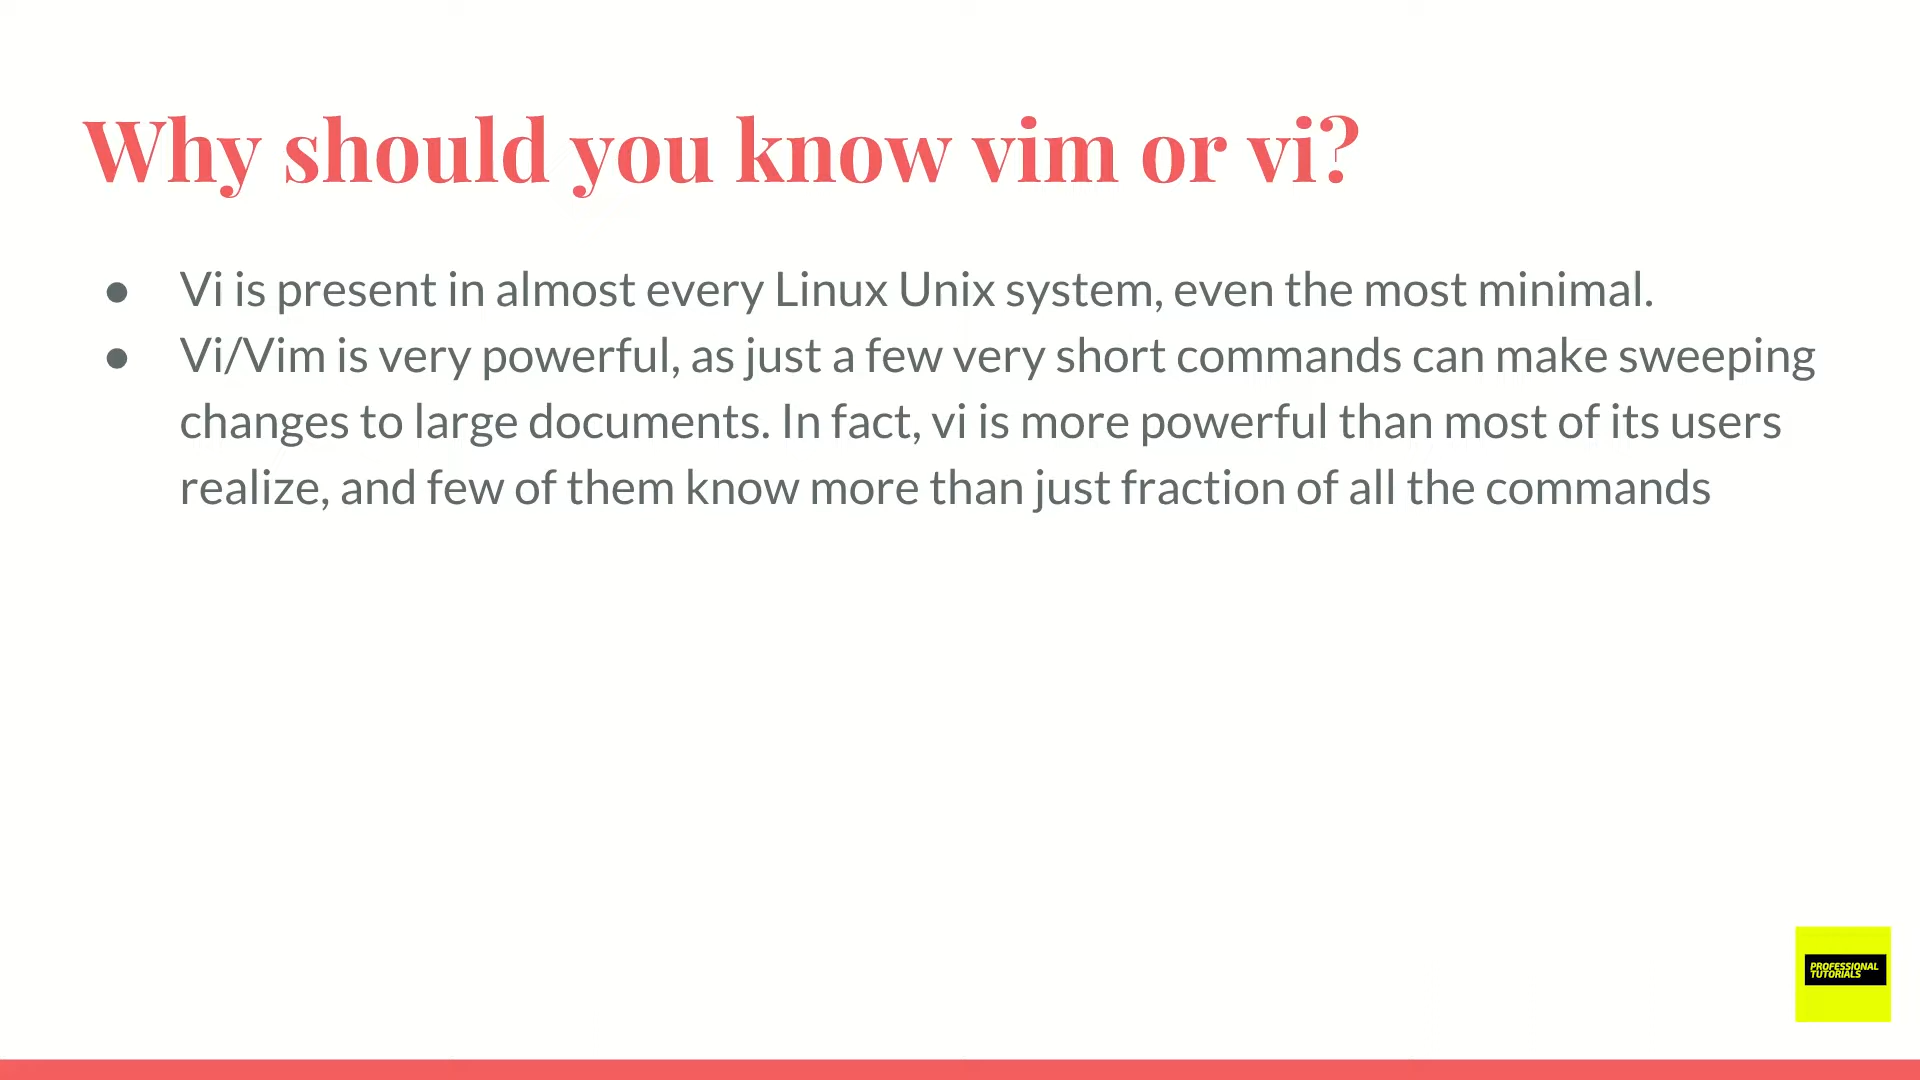 Why should you know vim or vi?
● Vi is present in almost every Linux Unix system, even the most minimal.
● Vi/Vim is very powerful, as just a few very short commands can make sweeping
changes to large documents. In fact, vi is more powerful than most of its users
realize, and few of them know more than just fraction of all the commands
PROFESSIONAL
TUTORIALS